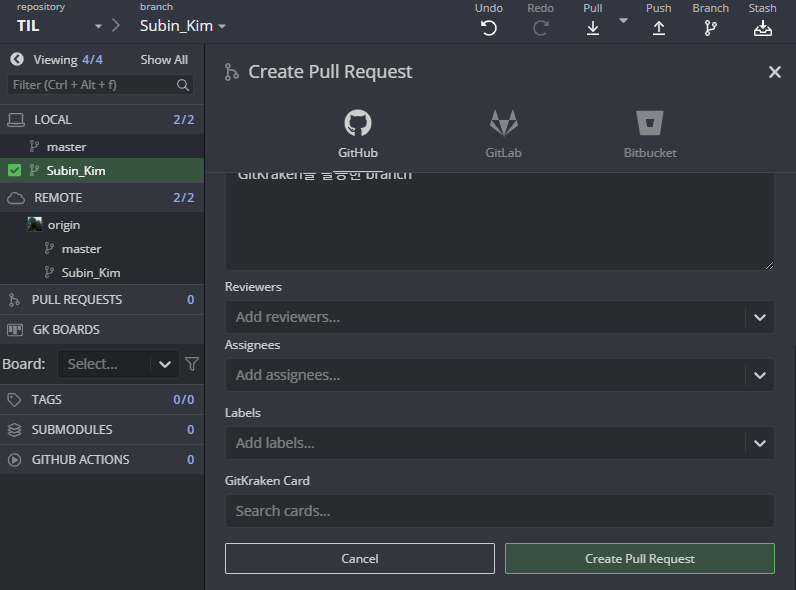 repository
branch
TIL
Subin_Kim
Undo
Redo
Pull
Push
Branch
Stash
Viewing 4/4
Show All
Filter (Ctrl + Alt + f)
LOCAL
2/2
master
Subin_Kim
REMOTE
2/2
origin
master
Subin_Kim
PULL REQUESTS
0
GK BOARDS
Board:
Select...
TAGS
0/0
SUBMODULES
0
GITHUB ACTIONS
0
Create Pull Request
GitHub
GitLab
Bitbucket
GitKraken을 활용한 branch
Reviewers
Add reviewers...
Assignees
Add assignees...
Labels
Add labels...
GitKraken Card
Search cards...
Cancel
Create Pull Request